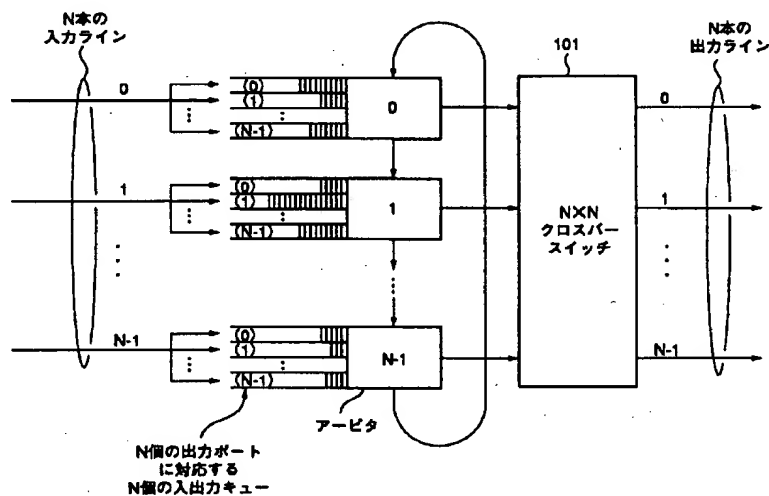 N本の
入力ライン
101
N本の
出力ライン
0
(0)
(1)
⋮
(N-1)
0
0
1
(0)
(1)
⋮
(N-1)
1
N×N
クロスバー
スイッチ
1
N-1
(0)
(1)
⋮
(N-1)
N-1
N-1
アービタ
N個の出力ポート
に対応する
N個の入出力キュー